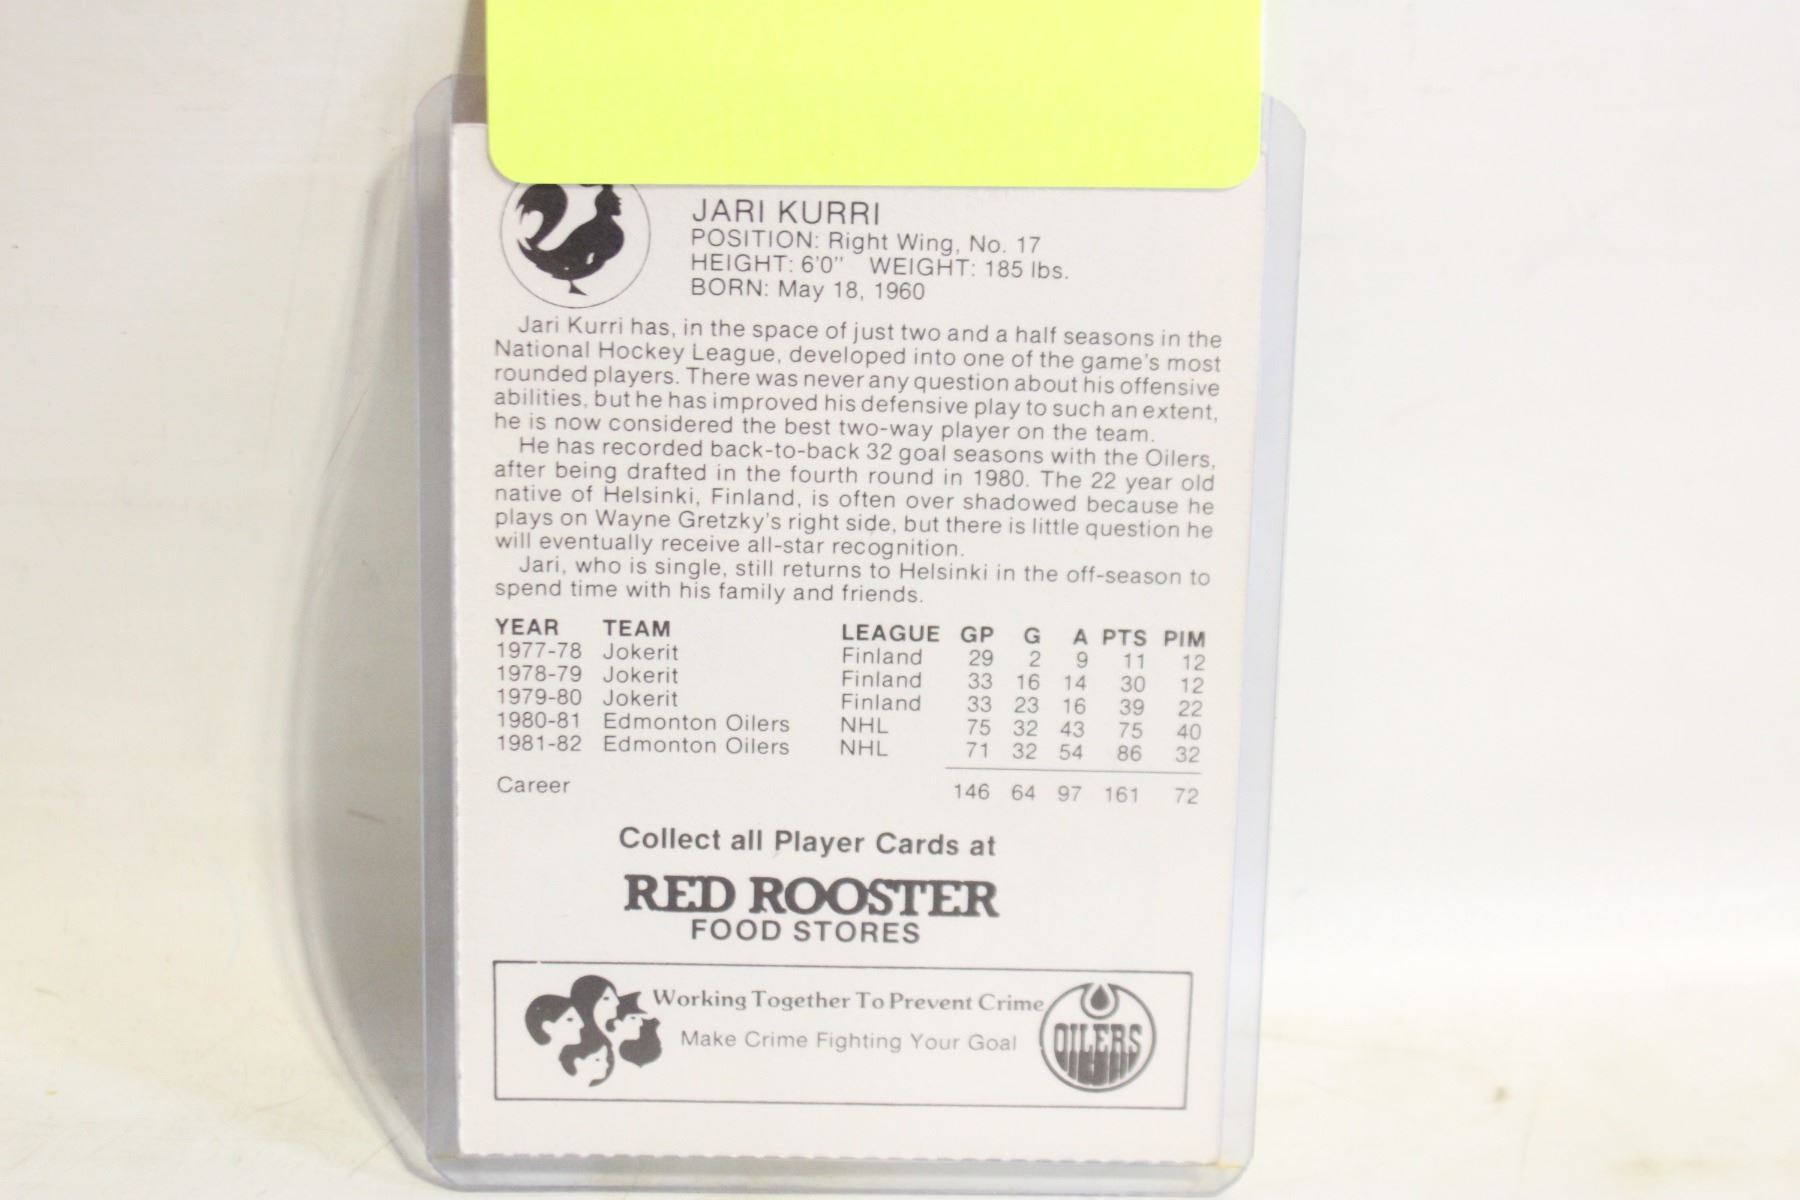 JARI KURRI
POSITION: Right Wing, No. 17
HEIGHT: 6'0" WEIGHT: 185 lbs.
BORN: May 18, 1960
Jari Kurri has, in the space of just two and a half seasons in the
National Hockey League, developed into one of the game's most
rounded players. There was never any question about his offensive
abilities, but he has improved his defensive play to such an extent,
he is now considered the best two-way player on the team.
He has recorded back-to-back 32 goal seasons with the Oilers,
after being drafted in the fourth round in 1980. The 22 year old
native of Helsinki, Finland, is often over shadowed because he
plays on Wayne Gretzky's right side, but there is little question he
will eventually receive all-star recognition.
Jari, who is single, still returns to Helsinki in the off-season to
spend time with his family and friends.
YEAR TEAM LEAGUE GP G A PTS PIM
1977-78 Jokerit Finland 29 2 9 11 12
1978-79 Jokerit Finland 33 16 14 30 12
1979-80 Jokerit Finland 33 23 16 39 22
1980-81 Edmonton Oilers NHL 75 32 43 75 40
1981-82 Edmonton Oilers NHL 71 32 54 86 32
Career 146 64 97 161 72
Collect all Player Cards at
RED ROOSTER
FOOD STORES
Working Together To Prevent Crime
Make Crime Fighting Your Goal
OILERS